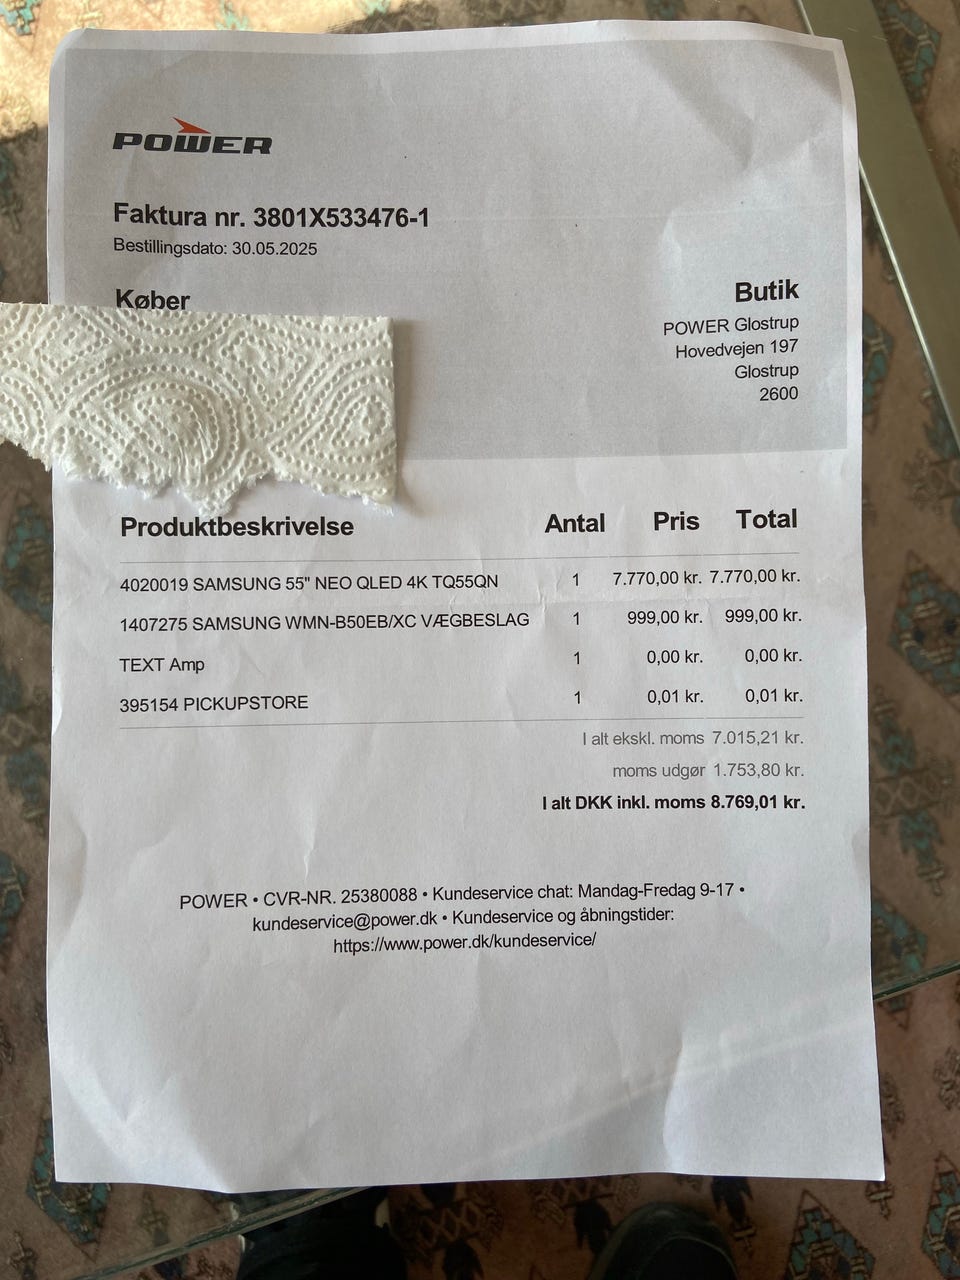 POWER
Faktura nr. 3801X533476-1
Bestillingsdato: 30.05.2025
Køber
Butik
POWER Glostrup
Hovedvejen 197
Glostrup
2600
Produktbeskrivelse Antal Pris Total
4020019 SAMSUNG 55" NEO QLED 4K TQ55QN 1 7.770,00 kr. 7.770,00 kr.
1407275 SAMSUNG WMN-B50EB/XC VÆGBESLAG 1 999,00 kr. 999,00 kr.
TEXT Amp 1 0,00 kr. 0,00 kr.
395154 PICKUPSTORE 1 0,01 kr. 0,01 kr.
I alt ekskl. moms 7.015,21 kr.
moms udgør 1.753,80 kr.
I alt DKK inkl. moms 8.769,01 kr.
POWER • CVR-NR. 25380088 • Kundeservice chat: Mandag-Fredag 9-17 •
kundeservice@power.dk • Kundeservice og åbningstider:
https://www.power.dk/kundeservice/